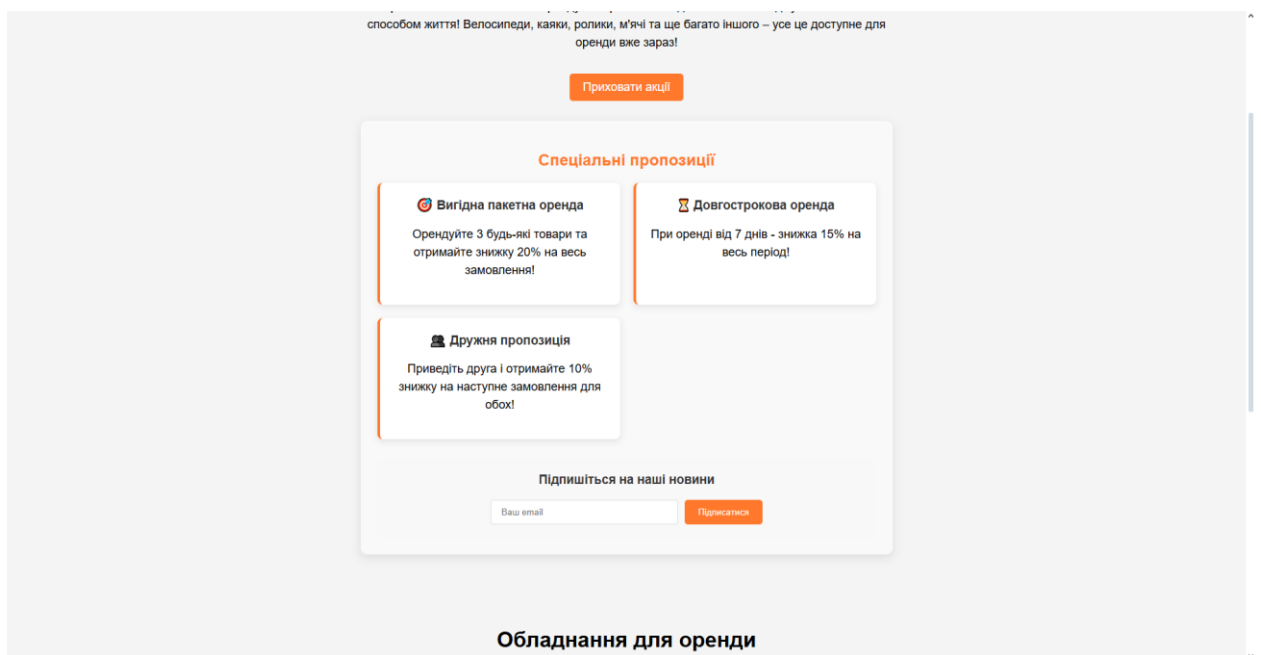 способом життя! Велосипеди, каяки, ролики, м'ячі та ще багато іншого – усе це доступне для
оренди вже зараз!
Приховати акції
Спеціальні пропозиції
🎯 Вигідна пакетна оренда
Орендуйте 3 будь-які товари та
отримайте знижку 20% на весь
замовлення!
⏳ Довгострокова оренда
При оренді від 7 днів - знижка 15% на
весь період!
👥 Дружня пропозиція
Приведіть друга і отримайте 10%
знижку на наступне замовлення для
обох!
Підпишіться на наші новини
Ваш email
Підписатися
Обладнання для оренди